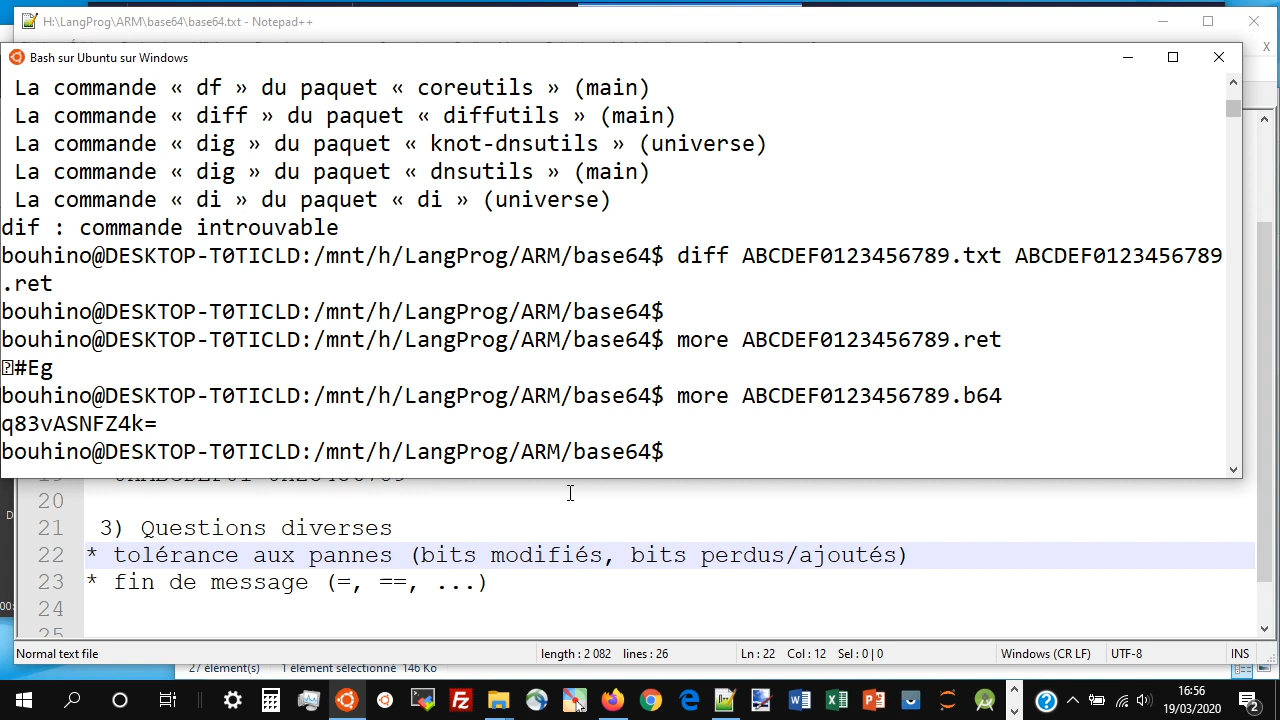 H:\LangProg\ARM\base64\base64.txt - Notepad++
X
Bash sur Ubuntu sur Windows
La commande « df » du paquet « coreutils » (main)
La commande « diff » du paquet « diffutils » (main)
La commande « dig » du paquet « knot-dnsutils » (universe)
La commande « dig » du paquet « dnsutils » (main)
La commande « di » du paquet « di » (universe)
dif : commande introuvable
bouhino@DESKTOP-T0TICLD:/mnt/h/LangProg/ARM/base64$ diff ABCDEF0123456789.txt ABCDEF0123456789
.ret
bouhino@DESKTOP-T0TICLD:/mnt/h/LangProg/ARM/base64$
bouhino@DESKTOP-T0TICLD:/mnt/h/LangProg/ARM/base64$ more ABCDEF0123456789.ret
#Eg
bouhino@DESKTOP-T0TICLD:/mnt/h/LangProg/ARM/base64$ more ABCDEF0123456789.b64
q83vASNFZ4k=
bouhino@DESKTOP-T0TICLD:/mnt/h/LangProg/ARM/base64$
20
21 3) Questions diverses
22 * tolérance aux pannes (bits modifiés, bits perdus/ajoutés)
23 * fin de message (=, ==, ...)
24
25
Normal text file length : 2 082 lines : 26 Ln : 22 Col : 12 Sel : 0 | 0 Windows (CR LF) UTF-8 INS
27 élément(s) 1 élément sélectionné 146 Ko
16:56
19/03/2020
2